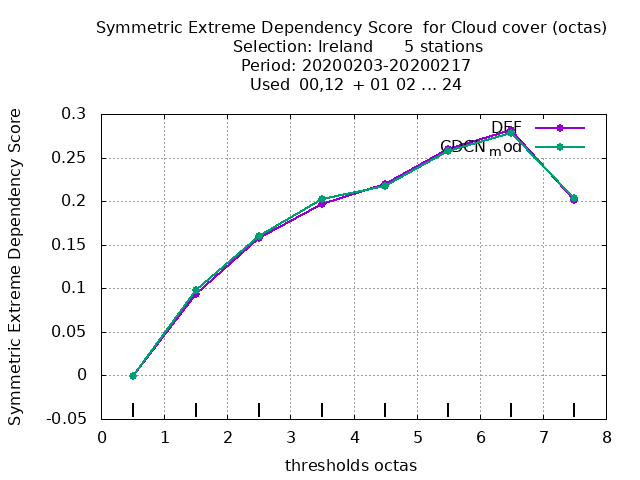 Symmetric Extreme Dependency Score for Cloud cover (octas)
Selection: Ireland 5 stations
Period: 20200203-20200217
Used 00,12 + 01 02 ... 24
Symmetric Extreme Dependency Score
0.3
0.25
0.2
0.15
0.1
0.05
0
-0.05
DEF
CDCNmod
0 1 2 3 4 5 6 7 8
thresholds octas